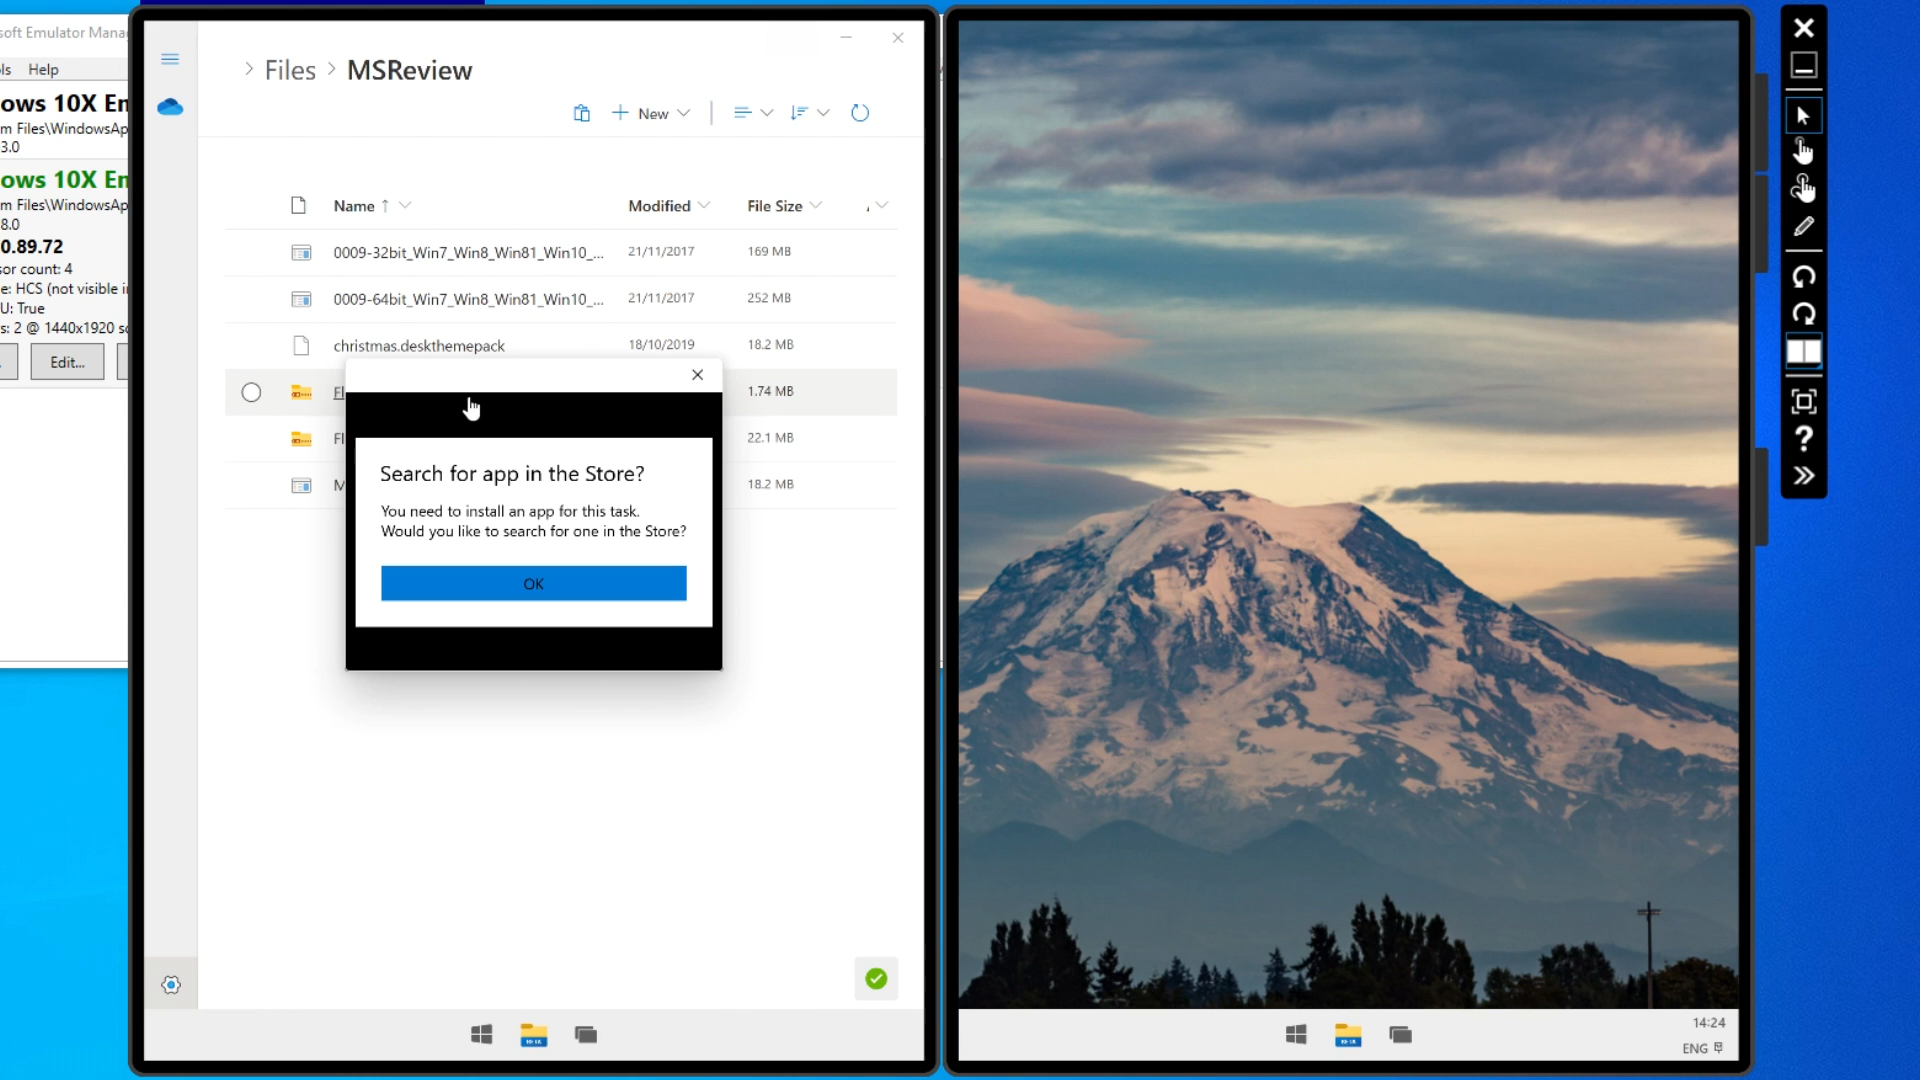 soft Emulator Mana
ls Help
ows 10X En
m Files\WindowsAp
3.0
ows 10X En
m Files\WindowsAp
8.0
0.89.72
sor count: 4
e: HCS (not visible i
U: True
s: 2 @ 1440x1920 s
Edit...
Files > MSReview
New
Name ↑ Modified File Size
0009-32bit_Win7_Win8_Win81_Win10_... 21/11/2017 169 MB
0009-64bit_Win7_Win8_Win81_Win10_... 21/11/2017 252 MB
christmas.deskthemepack 18/10/2019 18.2 MB
Fl 1.74 MB
Fl 22.1 MB
M 18.2 MB
Search for app in the Store?
You need to install an app for this task.
Would you like to search for one in the Store?
OK
BETA
BETA
14:24
ENG